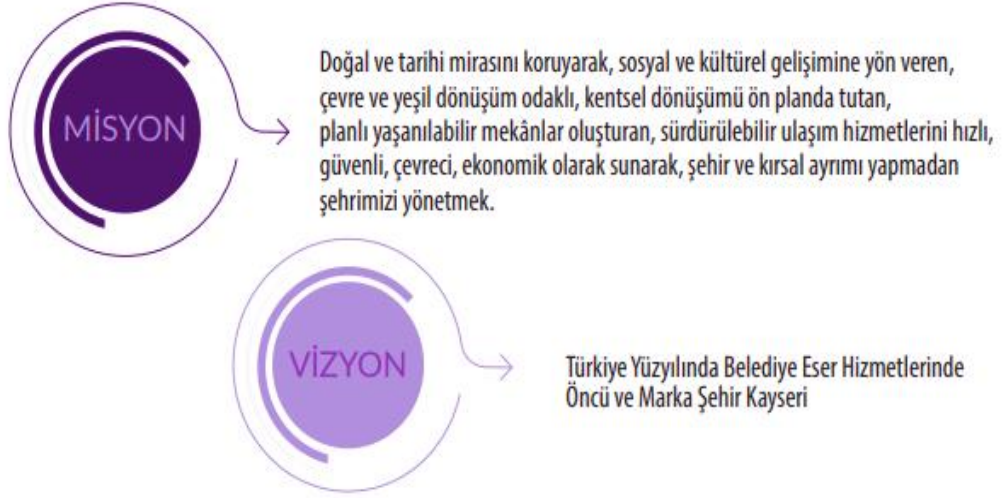 MİSYON
Doğal ve tarihi mirasını koruyarak, sosyal ve kültürel gelişimine yön veren,
çevre ve yeşil dönüşüm odaklı, kentsel dönüşümü ön planda tutan,
planlı yaşanılabilir mekânlar oluşturan, sürdürülebilir ulaşım hizmetlerini hızlı,
güvenli, çevreci, ekonomik olarak sunarak, şehir ve kırsal ayrımı yapmadan
şehrimizi yönetmek.
VİZYON
Türkiye Yüzyılında Belediye Eser Hizmetlerinde
Öncü ve Marka Şehir Kayseri